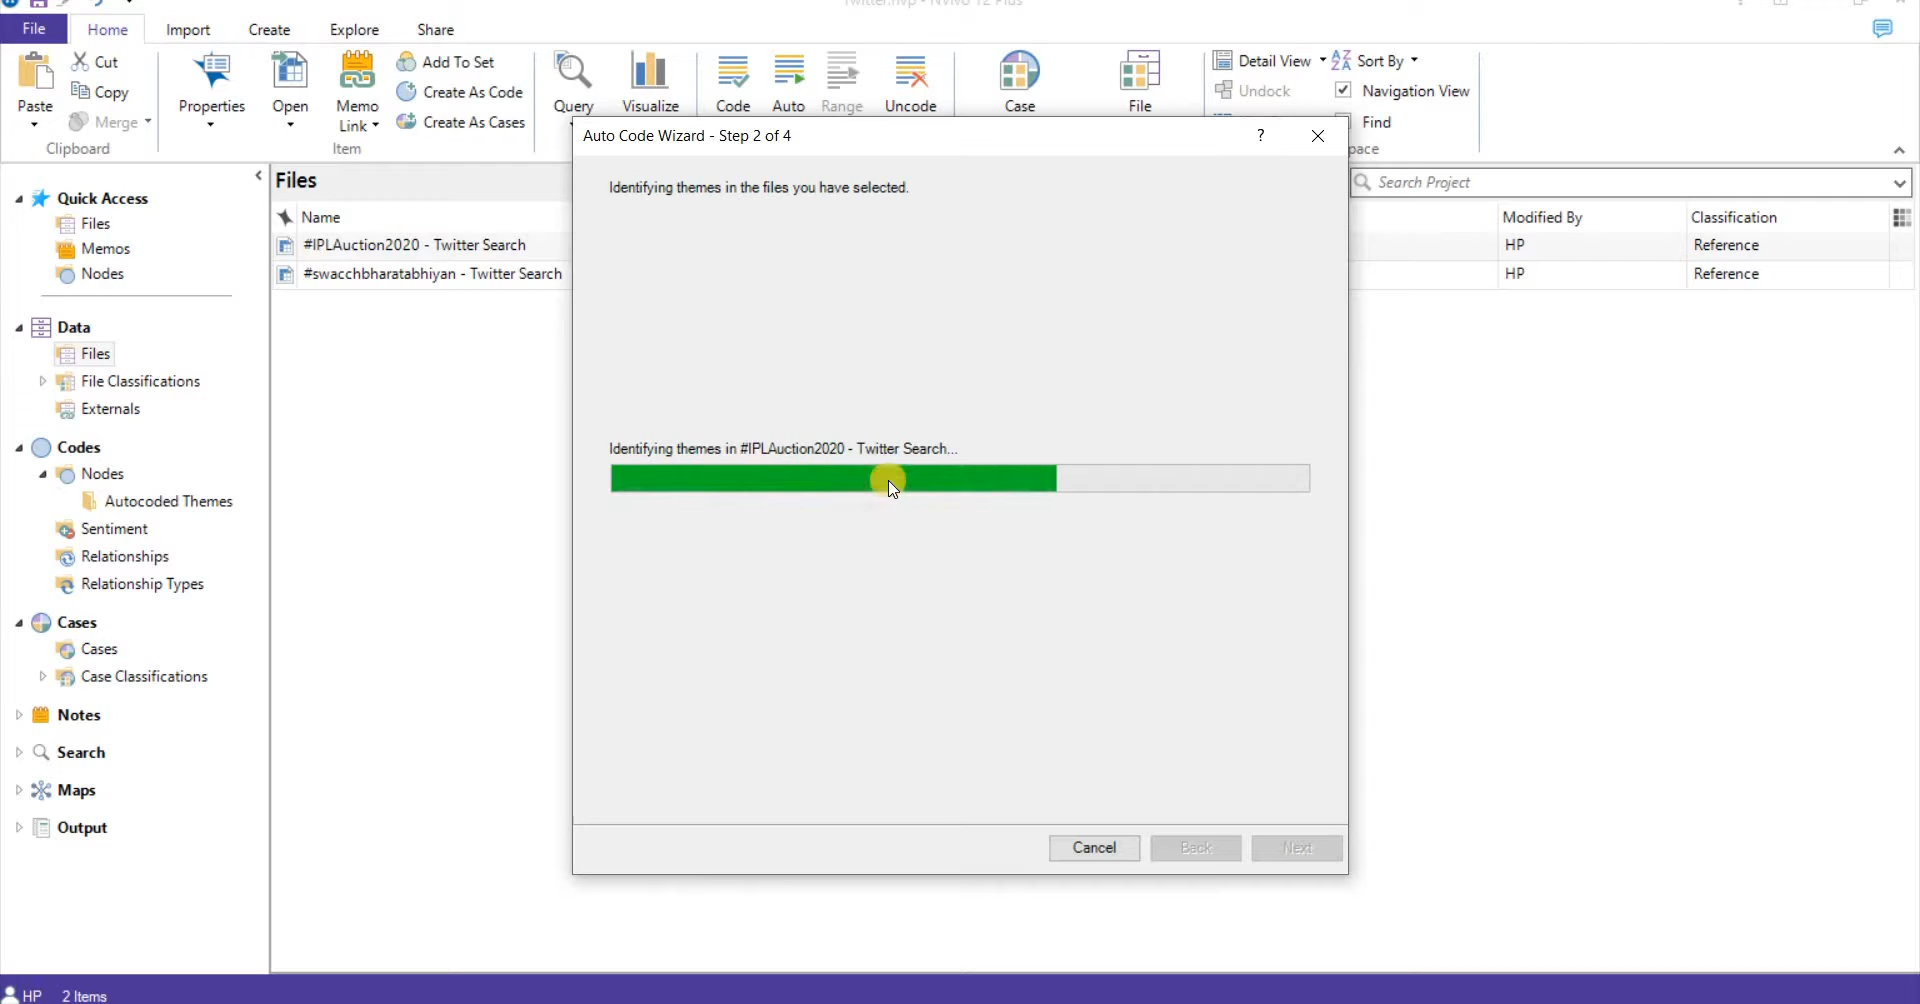 Twitter.nvp - NVivo 12 Plus
File
Home
Import
Create
Explore
Share
Paste
Cut
Copy
Merge
Clipboard
Properties
Open
Memo
Link
Add To Set
Create As Code
Create As Cases
Item
Query
Visualize
Code
Auto
Range
Uncode
Case
File
Detail View
Sort By
Undock
Navigation View
Find
pace
Auto Code Wizard - Step 2 of 4
?
Identifying themes in the files you have selected.
Identifying themes in #IPLAuction2020 - Twitter Search...
Cancel
Back
Next
Quick Access
Files
Memos
Nodes
Data
Files
File Classifications
Externals
Codes
Nodes
Autocoded Themes
Sentiment
Relationships
Relationship Types
Cases
Cases
Case Classifications
Notes
Search
Maps
Output
Files
Search Project
Name
Modified By
Classification
#IPLAuction2020 - Twitter Search
HP
Reference
#swacchbharatabhiyan - Twitter Search
HP
Reference
HP
2 Items